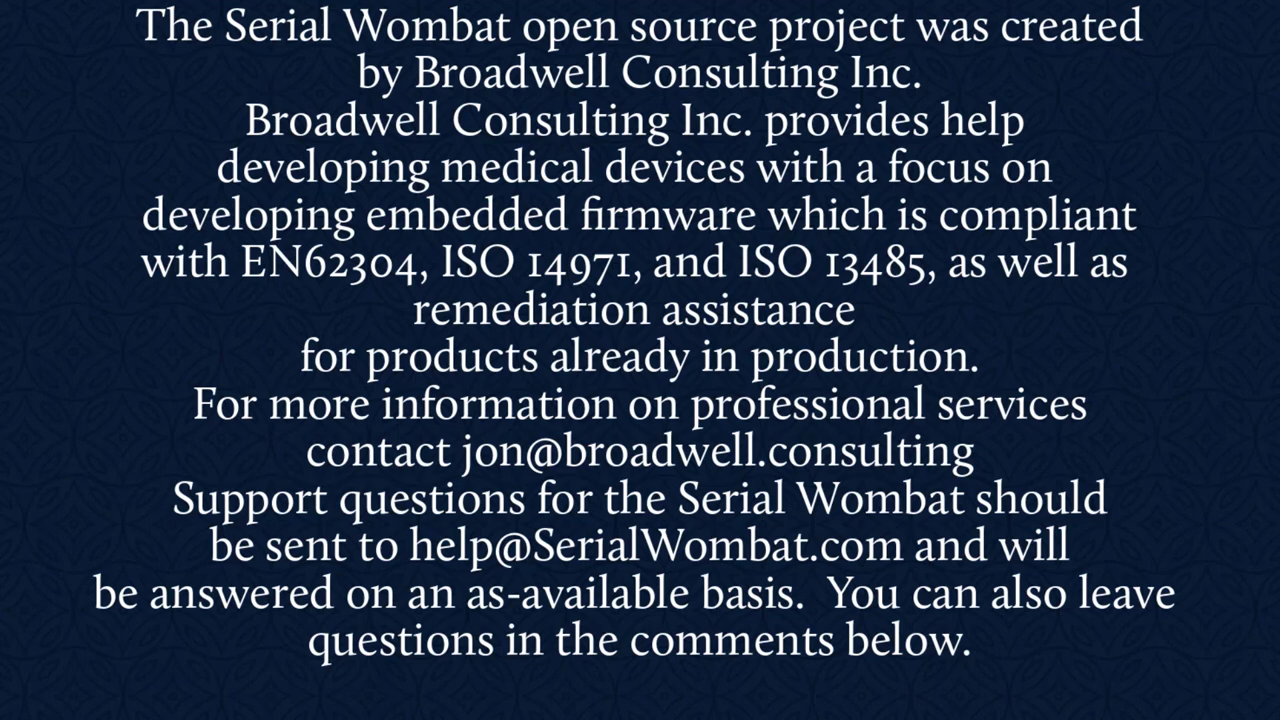 The Serial Wombat open source project was created
by Broadwell Consulting Inc.
Broadwell Consulting Inc. provides help
developing medical devices with a focus on
developing embedded firmware which is compliant
with EN62304, ISO 14971, and ISO 13485, as well as
remediation assistance
for products already in production.
For more information on professional services
contact jon@broadwell.consulting
Support questions for the Serial Wombat should
be sent to help@SerialWombat.com and will
be answered on an as-available basis.  You can also leave
questions in the comments below.